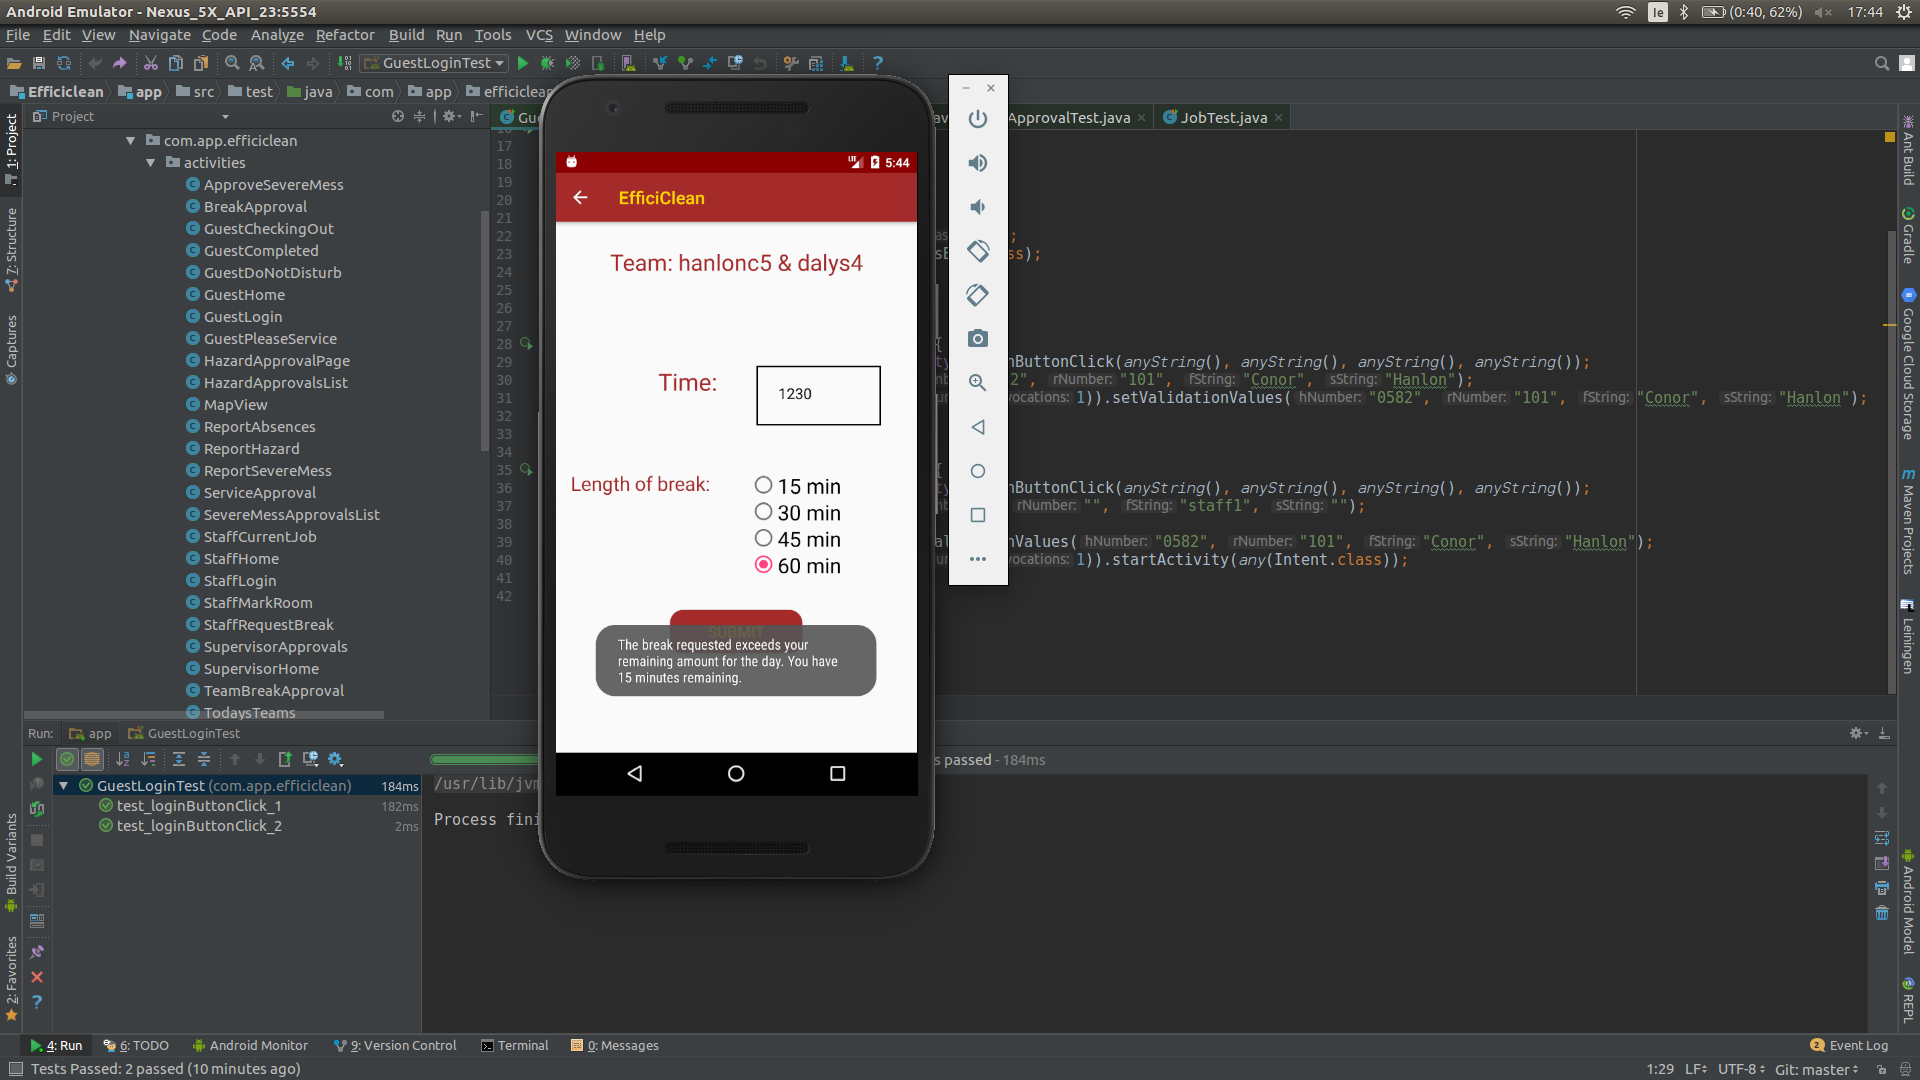 Android Emulator - Nexus_5X_API_23:5554
Ie
(0:40, 62%)
17:44
File Edit View Navigate Code Analyze Refactor Build Run Tools VCS Window Help
GuestLoginTest
Efficiclean app src test java com app efficiclean
Project
ApprovalTest.java
JobTest.java
1: Project
7: Structure
Captures
Build Variants
2: Favorites
com.app.efficiclean
activities
ApproveSevereMess
BreakApproval
GuestCheckingOut
GuestCompleted
GuestDoNotDisturb
GuestHome
GuestLogin
GuestPleaseService
HazardApprovalPage
HazardApprovalsList
MapView
ReportAbsences
ReportHazard
ReportSevereMess
ServiceApproval
SevereMessApprovalsList
StaffCurrentJob
StaffHome
StaffLogin
StaffMarkRoom
StaffRequestBreak
SupervisorApprovals
SupervisorHome
TeamBreakApproval
TodaysTeams
17
18
19
20
21
22
23
24
25
26
27
28
29
30
31
32
33
34
35
36
37
38
39
40
41
42
LTE 5:44
EfficiClean
Team: hanlonc5 & dalys4
Time: 1230
Length of break:
15 min
30 min
45 min
60 min
SUBMIT
The break requested exceeds your
remaining amount for the day. You have
15 minutes remaining.
ss);
{
nButtonClick(anyString(), anyString(), anyString(), anyString());
2", rNumber: "101", fString: "Conor", sString: "Hanlon");
vocations: 1)).setValidationValues( hNumber: "0582", rNumber: "101", fString: "Conor", sString: "Hanlon");
{
nButtonClick(anyString(), anyString(), anyString(), anyString());
rNumber: "", fString: "staff1", sString: "");
nValues( hNumber: "0582", rNumber: "101", fString: "Conor", sString: "Hanlon");
vocations: 1)).startActivity(any(Intent.class));
Ant Build
Gradle
Google Cloud Storage
Maven Projects
Leiningen
Android Model
REPL
Run: app GuestLoginTest
s passed - 184ms
GuestLoginTest (com.app.efficiclean) 184ms
test_loginButtonClick_1 182ms
test_loginButtonClick_2 2ms
/usr/lib/jvm
Process fini
4: Run 6: TODO Android Monitor 9: Version Control Terminal 0: Messages 2 Event Log
Tests Passed: 2 passed (10 minutes ago)
1:29 LF UTF-8 Git: master